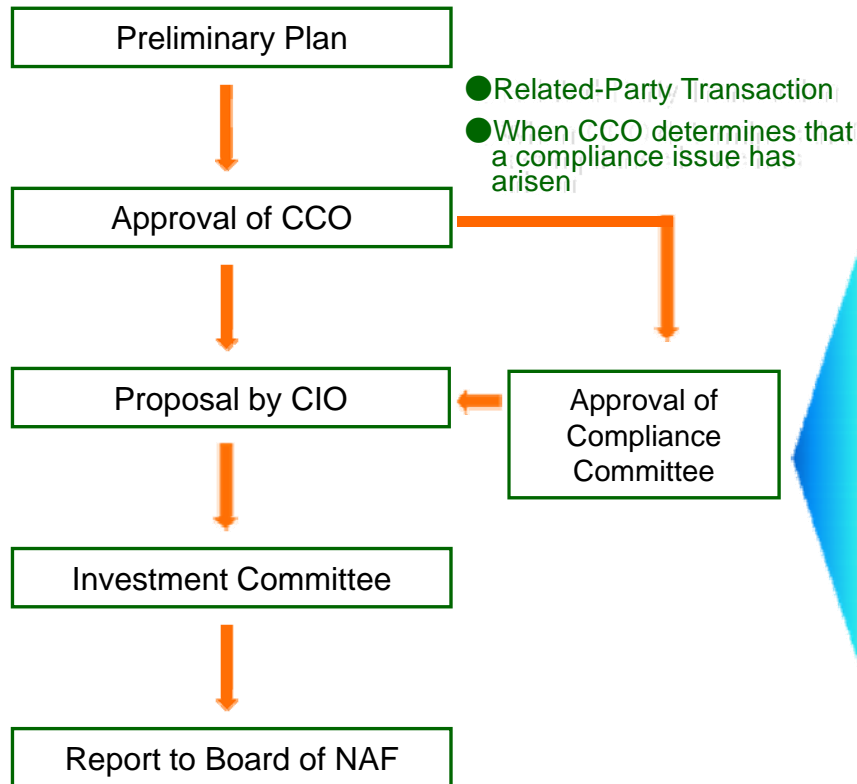 Preliminary Plan
●Related-Party Transaction
●When CCO determines that
a compliance issue has
arisen
Approval of CCO
Proposal by CIO
Approval of
Compliance
Committee
Investment Committee
Report to Board of NAF